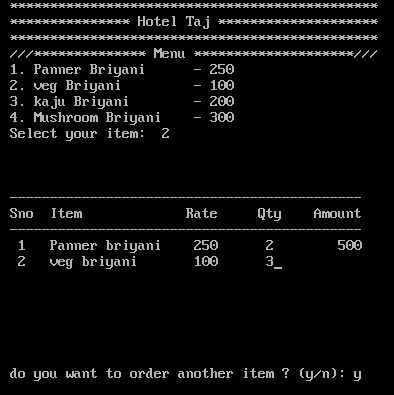 **********************************************
*************** Hotel Taj ********************
**********************************************
///************** Menu ********************///
1. Panner Briyani      - 250
2. veg Briyani         - 100
3. kaju Briyani        - 200
4. Mushroom Briyani    - 300
Select your item:  2
--------------------------------------------
Sno  Item             Rate     Qty    Amount
--------------------------------------------
1   Panner briyani    250      2        500
2   veg briyani       100      3_
do you want to order another item ? (y/n): y